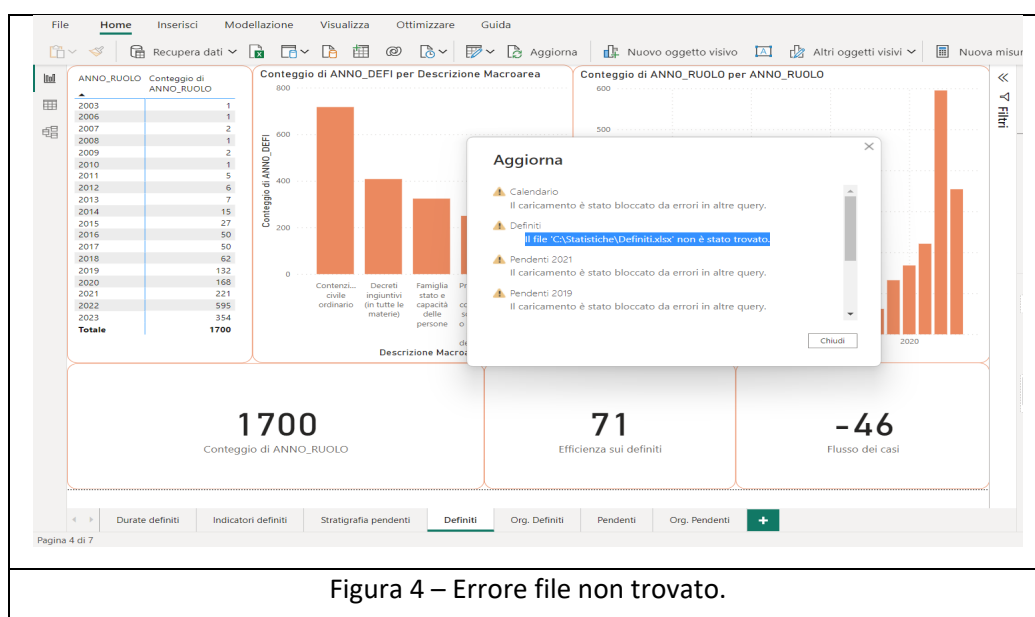 File Home Inserisci Modellazione Visualizza Ottimizzare Guida
Recupera dati Aggiorna Nuovo oggetto visivo Altri oggetti visivi Nuova misur
ANNO_RUOLO Conteggio di
ANNO_RUOLO
2003 1
2006 1
2007 2
2008 1
2009 2
2010 1
2011 5
2012 6
2013 7
2014 15
2015 27
2016 50
2017 50
2018 62
2019 132
2020 168
2021 221
2022 595
2023 354
Totale 1700
Conteggio di ANNO_DEFI per Descrizione Macroarea
Conteggio di ANNO_DEFI
800
600
400
200
0
Contenzi...
civile
ordinario
Decreti
ingiuntivi
(in tutte le
materie)
Famiglia
stato e
capacità
delle
persone
Descrizione Macroa
Conteggio di ANNO_RUOLO per ANNO_RUOLO
600
500
2020
Filtri
Aggiorna
Calendario
Il caricamento è stato bloccato da errori in altre query.
Definiti
Il file 'C:\Statistiche\Definiti.xlsx' non è stato trovato.
Pendenti 2021
Il caricamento è stato bloccato da errori in altre query.
Pendenti 2019
Il caricamento è stato bloccato da errori in altre query.
Chiudi
1700
Conteggio di ANNO_RUOLO
71
Efficienza sui definiti
-46
Flusso dei casi
Durate definiti Indicatori definiti Stratigrafia pendenti Definiti Org. Definiti Pendenti Org. Pendenti +
Pagina 4 di 7
Figura 4 – Errore file non trovato.